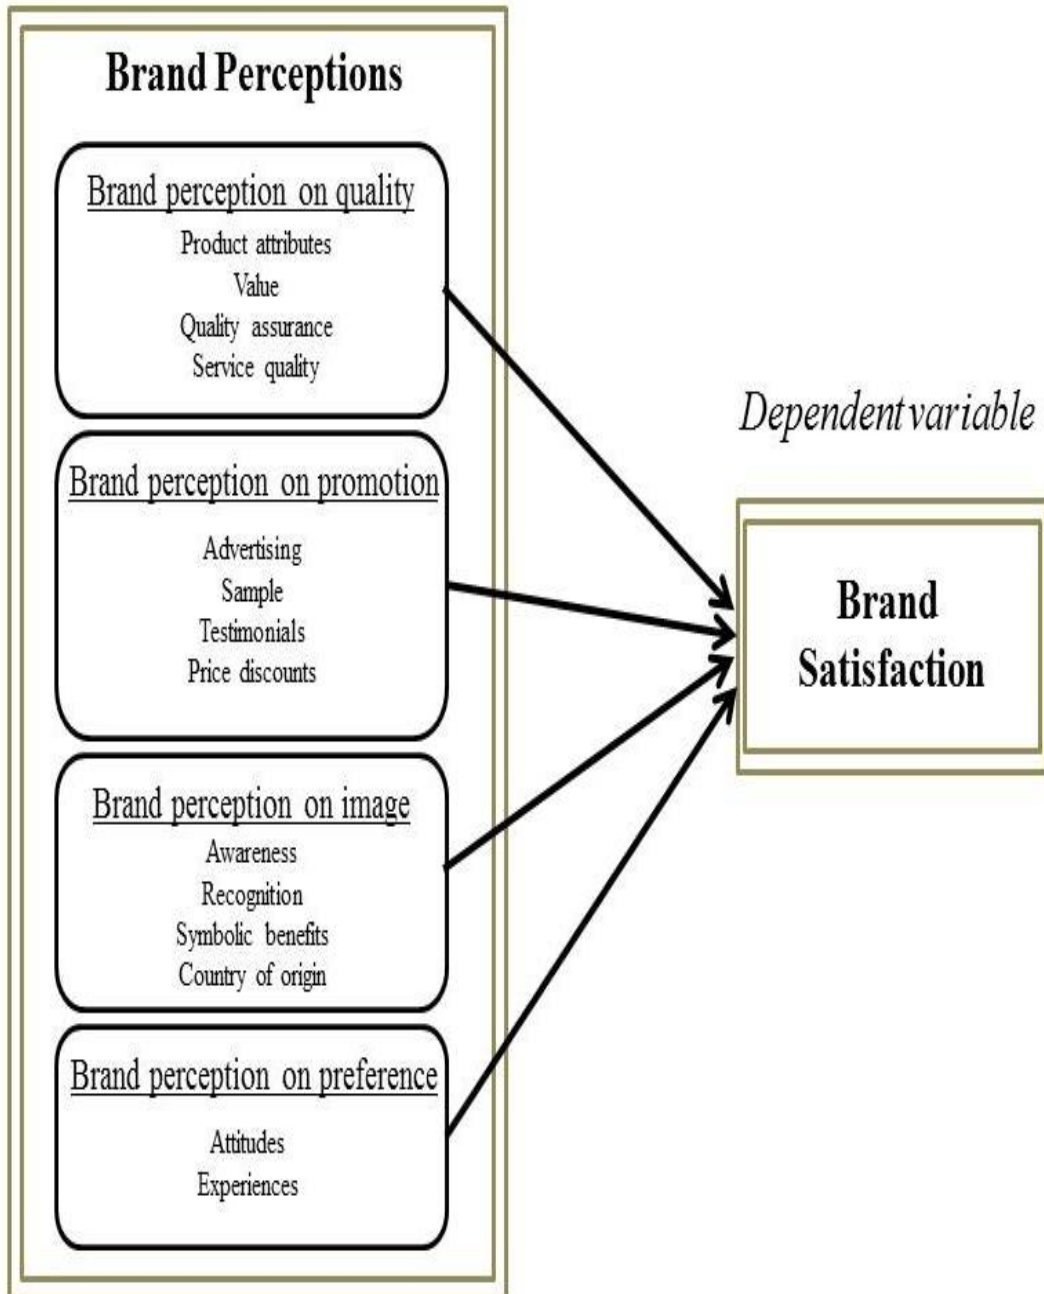 Brand Perceptions
Brand perception on quality
Product attributes
Value
Quality assurance
Service quality
Brand perception on promotion
Advertising
Sample
Testimonials
Price discounts
Brand perception on image
Awareness
Recognition
Symbolic benefits
Country of origin
Brand perception on preference
Attitudes
Experiences
Dependent variable
Brand
Satisfaction